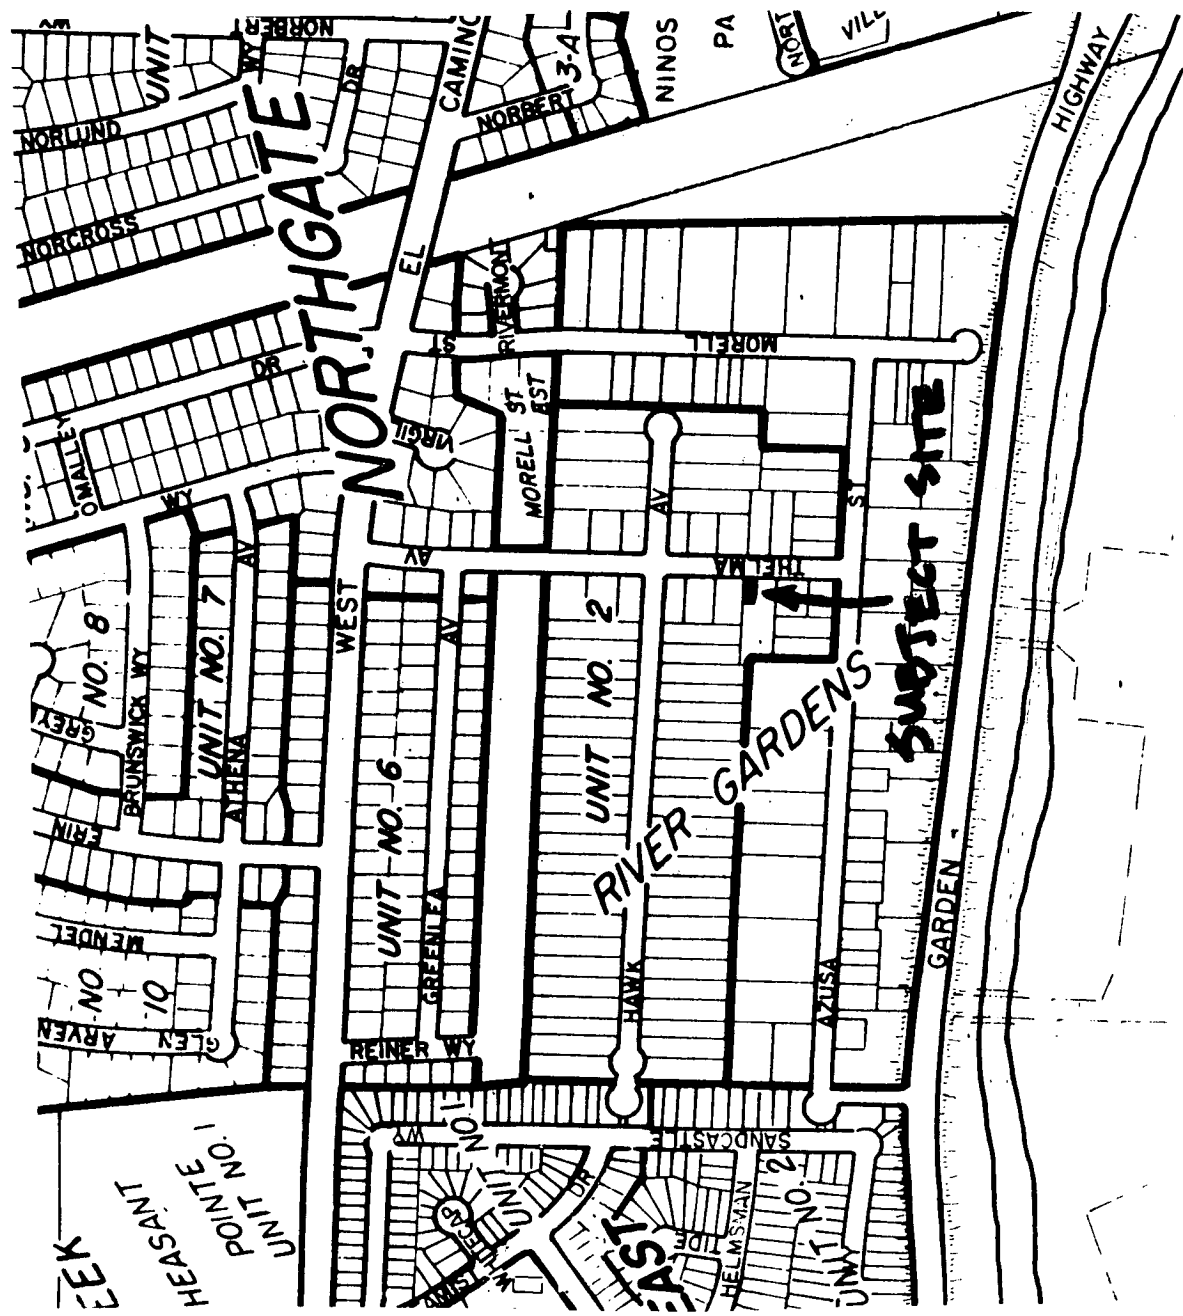 WY
NORBERT
UNIT
WY
CAMINO
3-A
NINOS
PA
NORT
VILL
HIGHWAY
NORLUND
DR
NORBERT
NORTHGATE
NORCROSS
EL
RIVERMONT
ST
MORELL
DR
OMALLEY
VIRGIL
MORELL ST
EST
SUBJECT SITE
WY
AV
AV
AV
THELMA
ST
WEST
UNIT NO. 7
NO. 8
AV
UNIT NO. 2
GREY
BRUNSWICK WY
ATHENA
UNIT NO. 6
RIVER GARDENS
ERIN
GREENLEA
GARDEN
MENDEL
NO
10
HAWK
AZUSA
GLEN
ARVEN
REINER WY
WY
SANDCASTLE
UNIT NO. 1
PHEASANT
POINTE
UNIT NO. 1
DR
EAST
TIDE
HELMSMAN
UNIT NO. 2
EEK